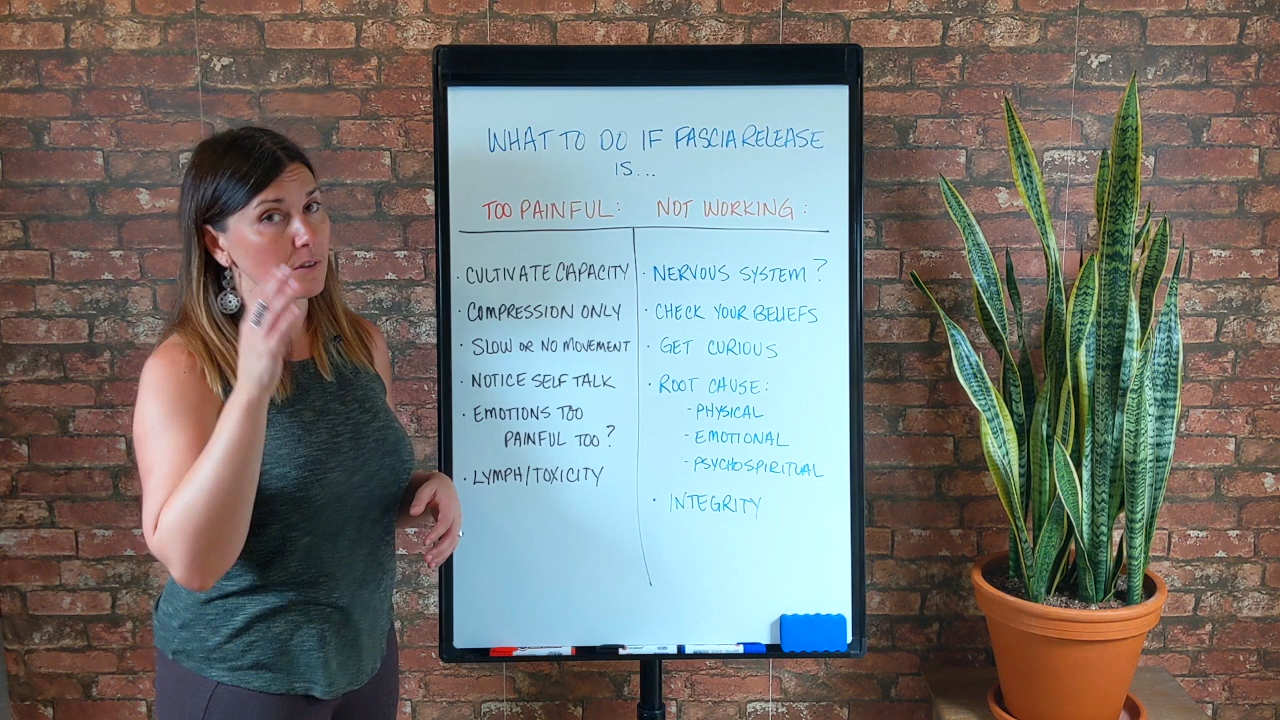 WHAT TO DO IF FASCIA RELEASE
IS...
TOO PAINFUL:
· CULTIVATE CAPACITY
· COMPRESSION ONLY
· SLOW OR NO MOVEMENT
· NOTICE SELF TALK
· EMOTIONS TOO
PAINFUL TOO?
· LYMPH/TOXICITY
NOT WORKING:
· NERVOUS SYSTEM?
· CHECK YOUR BELIEFS
· GET CURIOUS
· ROOT CAUSE:
- PHYSICAL
- EMOTIONAL
- PSYCHOSPIRITUAL
· INTEGRITY